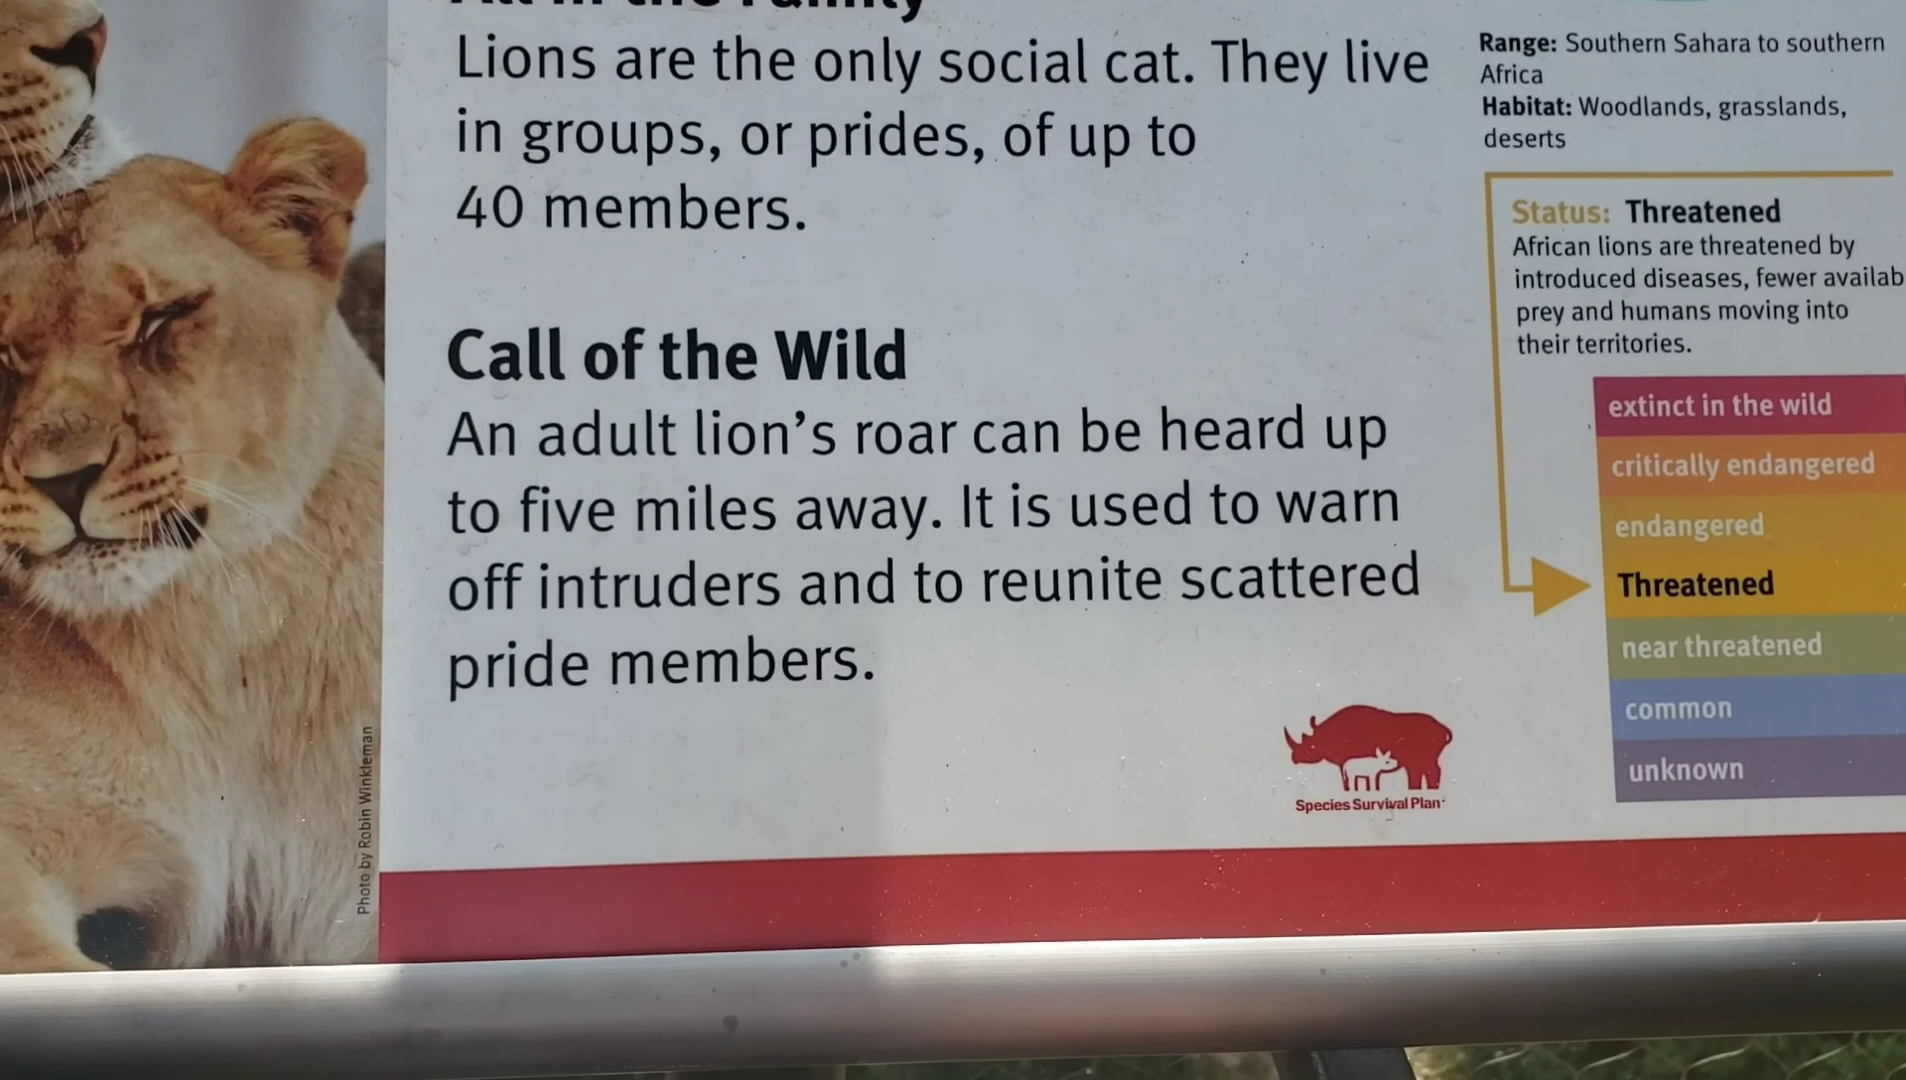 All in the Family
Lions are the only social cat. They live
in groups, or prides, of up to
40 members.
Call of the Wild
An adult lion's roar can be heard up
to five miles away. It is used to warn
off intruders and to reunite scattered
pride members.
Photo by Robin Winkleman
Species Survival Plan
Range: Southern Sahara to southern
Africa
Habitat: Woodlands, grasslands,
deserts
Status: Threatened
African lions are threatened by
introduced diseases, fewer availab
prey and humans moving into
their territories.
extinct in the wild
critically endangered
endangered
Threatened
near threatened
common
unknown